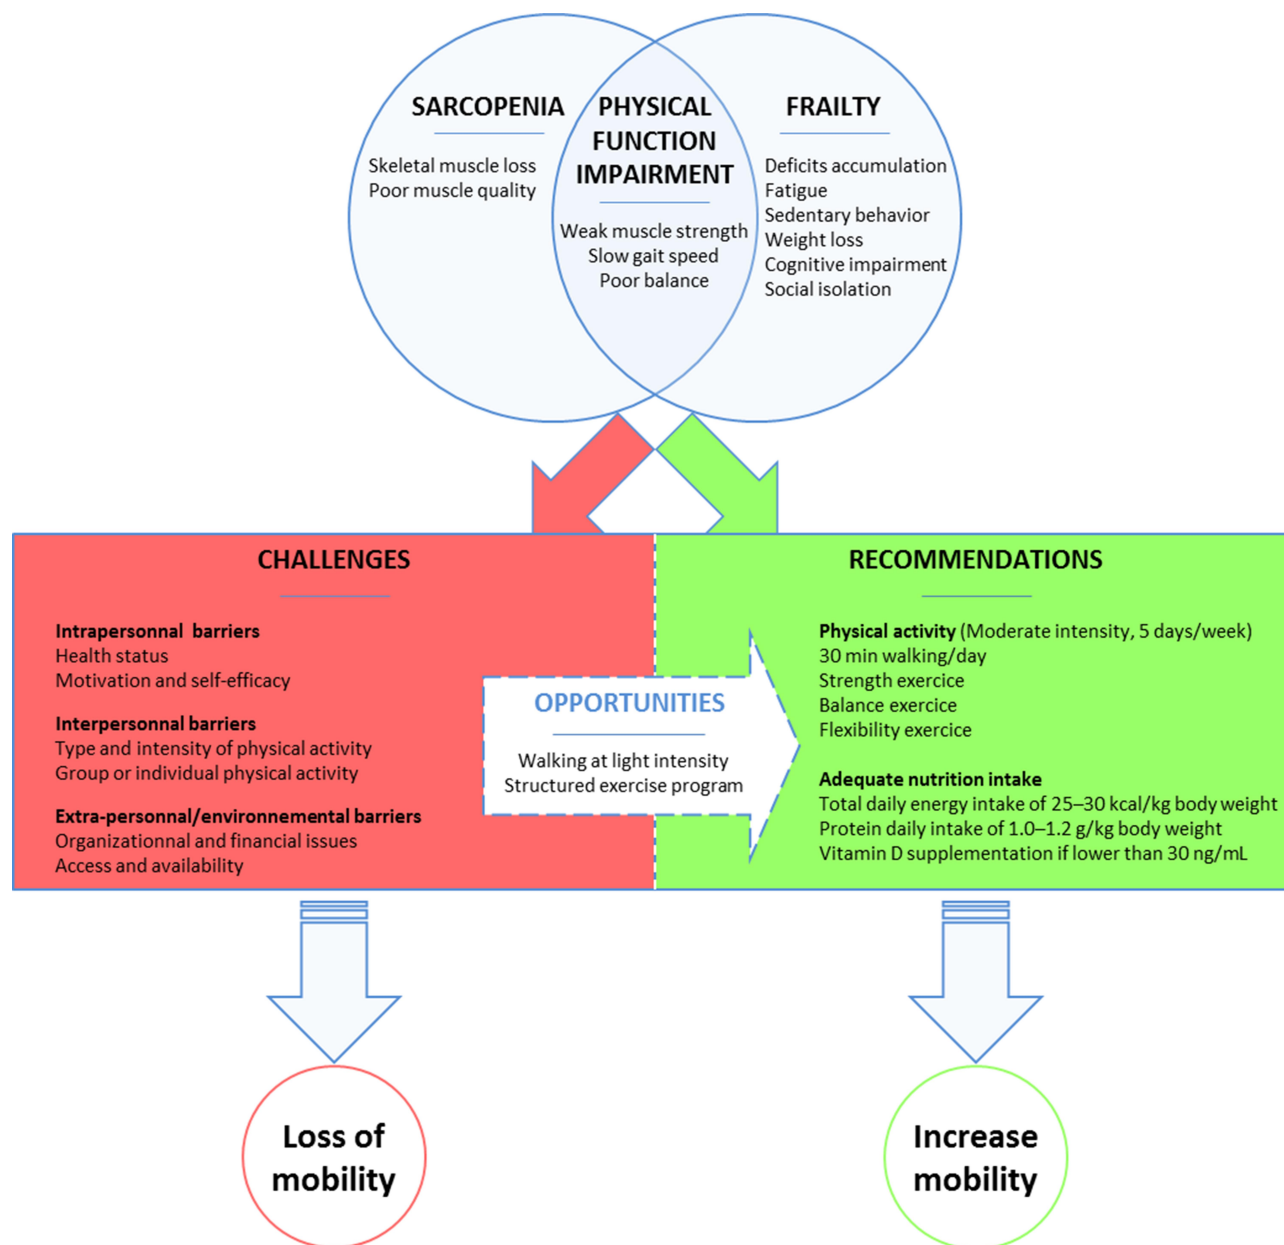 SARCOPENIA
Skeletal muscle loss
Poor muscle quality
PHYSICAL
FUNCTION
IMPAIRMENT
Weak muscle strength
Slow gait speed
Poor balance
FRAILTY
Deficits accumulation
Fatigue
Sedentary behavior
Weight loss
Cognitive impairment
Social isolation
CHALLENGES
Intrapersonnal barriers
Health status
Motivation and self-efficacy
Interpersonnal barriers
Type and intensity of physical activity
Group or individual physical activity
Extra-personnal/environnemental barriers
Organizationnal and financial issues
Access and availability
OPPORTUNITIES
Walking at light intensity
Structured exercise program
RECOMMENDATIONS
Physical activity (Moderate intensity, 5 days/week)
30 min walking/day
Strength exercice
Balance exercice
Flexibility exercice
Adequate nutrition intake
Total daily energy intake of 25–30 kcal/kg body weight
Protein daily intake of 1.0–1.2 g/kg body weight
Vitamin D supplementation if lower than 30 ng/mL
Loss of
mobility
Increase
mobility